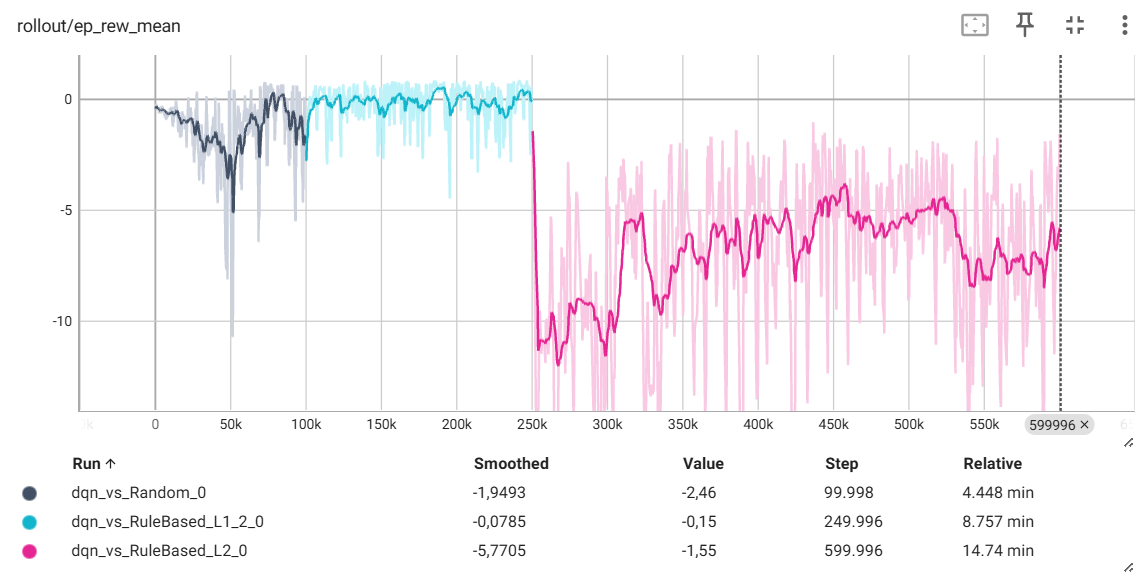 rollout/ep_rew_mean
0
-5
-10
0 50k 100k 150k 200k 250k 300k 350k 400k 450k 500k 550k 599996 ×
Run ↑ Smoothed Value Step Relative
dqn_vs_Random_0 -1,9493 -2,46 99.998 4.448 min
dqn_vs_RuleBased_L1_2_0 -0,0785 -0,15 249.996 8.757 min
dqn_vs_RuleBased_L2_0 -5,7705 -1,55 599.996 14.74 min